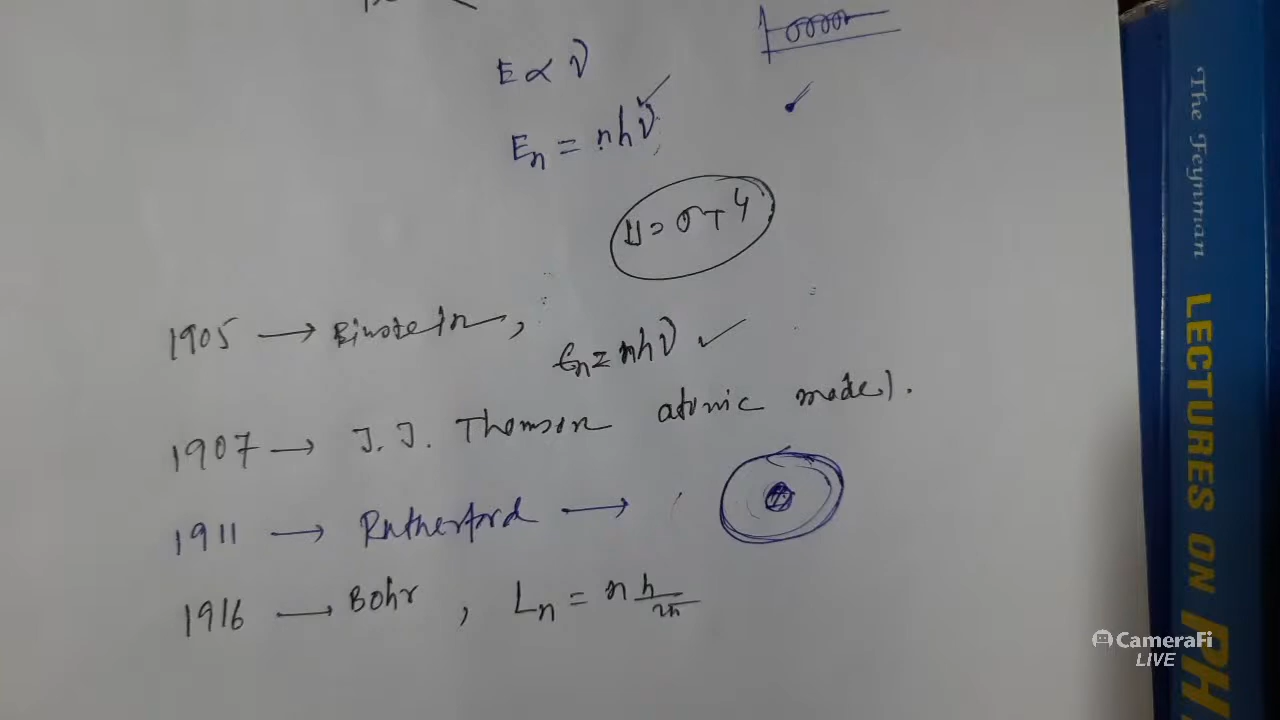 E ∝ ν
Eₙ = nhν
U = σT⁴
1905 → Einstein,
Eₙ = nhν ✓
1907 → J.J. Thomson atomic model.
1911 → Rutherford →
1916 → Bohr, Lₙ = n h/2π
The Feynman
LECTURES ON PH
CameraFi
LIVE